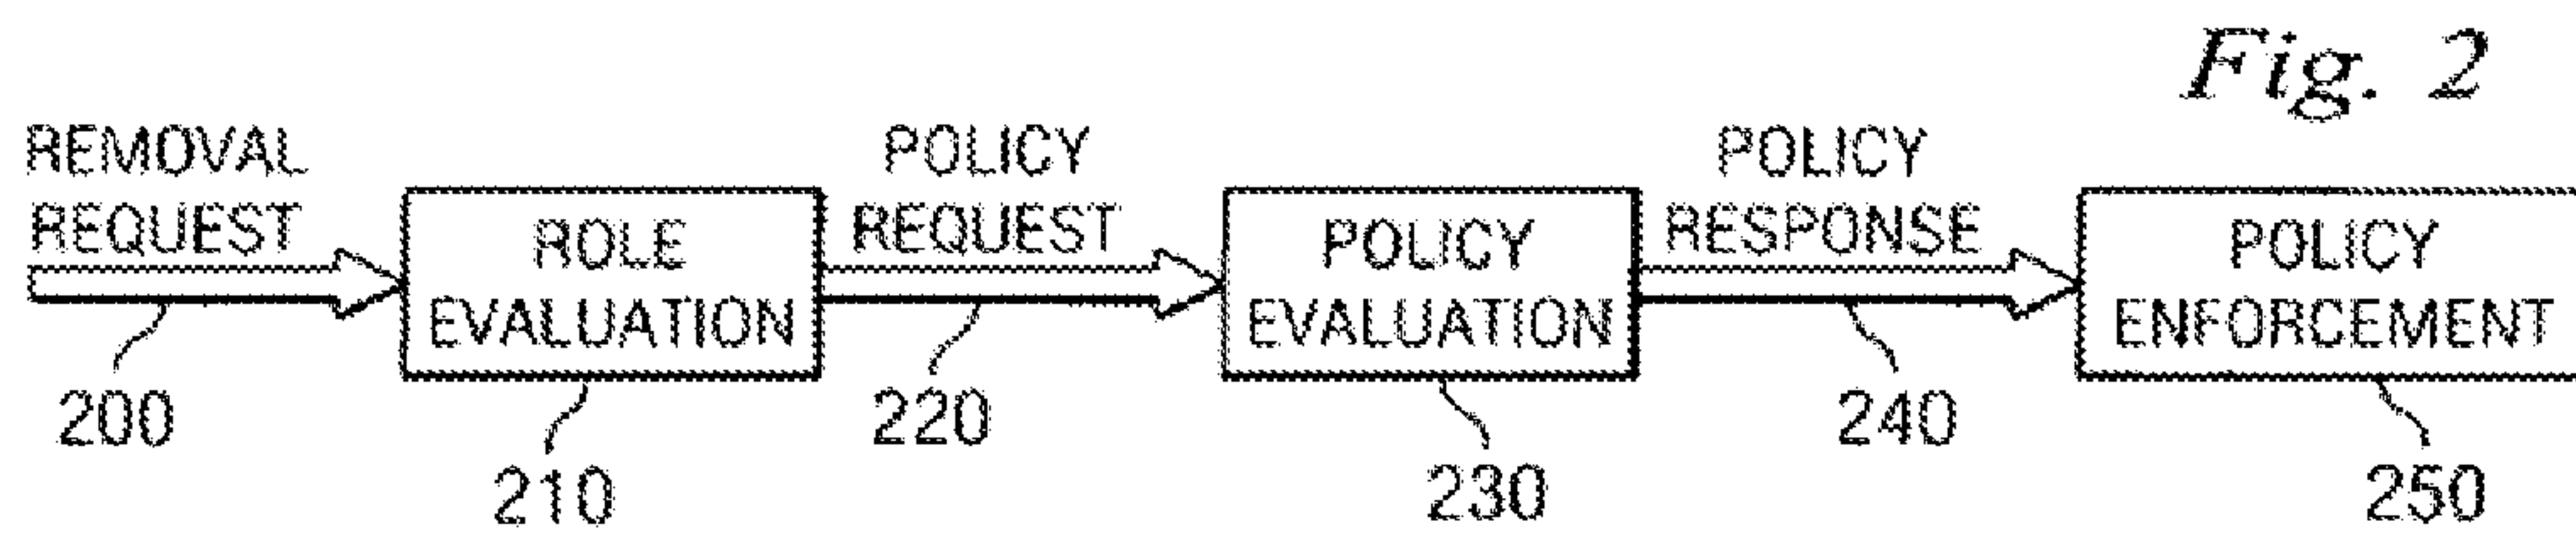 Fig. 2
REMOVAL
REQUEST
200
ROLE
EVALUATION
210
POLICY
REQUEST
220
POLICY
EVALUATION
230
POLICY
RESPONSE
240
POLICY
ENFORCEMENT
250